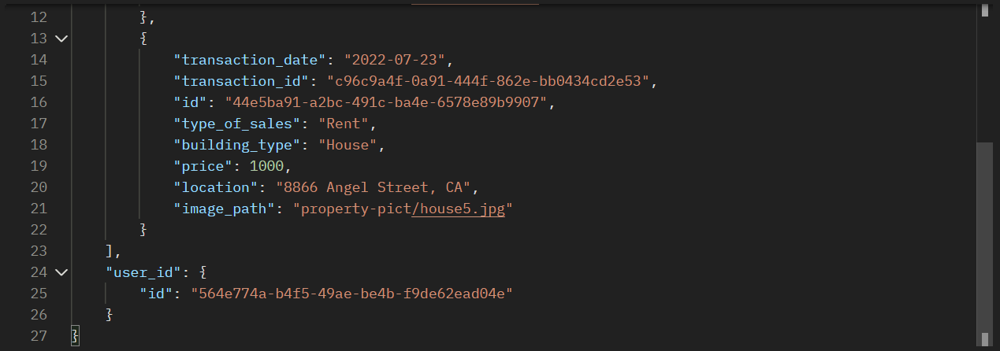 12 },
13 {
14 "transaction_date": "2022-07-23",
15 "transaction_id": "c96c9a4f-0a91-444f-862e-bb0434cd2e53",
16 "id": "44e5ba91-a2bc-491c-ba4e-6578e89b9907",
17 "type_of_sales": "Rent",
18 "building_type": "House",
19 "price": 1000,
20 "location": "8866 Angel Street, CA",
21 "image_path": "property-pict/house5.jpg"
22 }
23 ],
24 "user_id": {
25 "id": "564e774a-b4f5-49ae-be4b-f9de62ead04e"
26 }
27 }